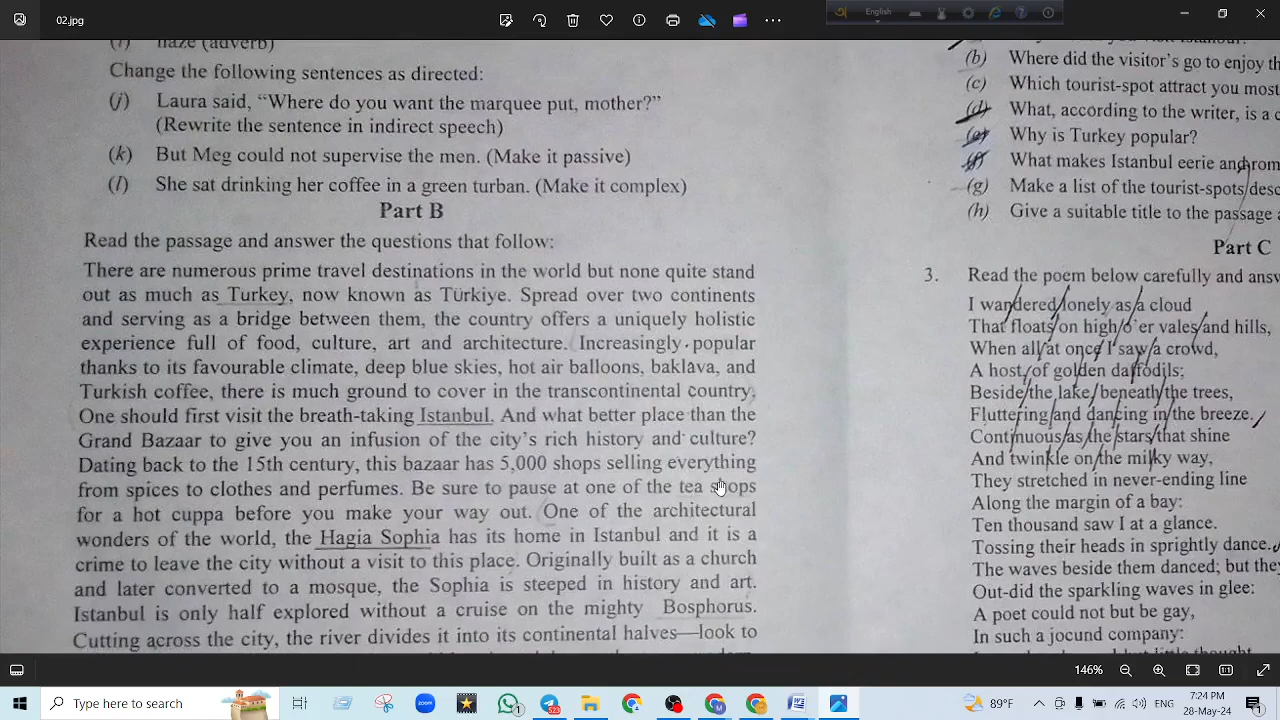 02.jpg
English
(i) haze (adverb)
Change the following sentences as directed:
(j) Laura said, “Where do you want the marquee put, mother?”
(Rewrite the sentence in indirect speech)
(k) But Meg could not supervise the men. (Make it passive)
(l) She sat drinking her coffee in a green turban. (Make it complex)
Part B
Read the passage and answer the questions that follow:
There are numerous prime travel destinations in the world but none quite stand
out as much as Turkey, now known as Türkiye. Spread over two continents
and serving as a bridge between them, the country offers a uniquely holistic
experience full of food, culture, art and architecture. Increasingly popular
thanks to its favourable climate, deep blue skies, hot air balloons, baklava, and
Turkish coffee, there is much ground to cover in the transcontinental country.
One should first visit the breath-taking Istanbul. And what better place than the
Grand Bazaar to give you an infusion of the city's rich history and culture?
Dating back to the 15th century, this bazaar has 5,000 shops selling everything
from spices to clothes and perfumes. Be sure to pause at one of the tea shops
for a hot cuppa before you make your way out. One of the architectural
wonders of the world, the Hagia Sophia has its home in Istanbul and it is a
crime to leave the city without a visit to this place. Originally built as a church
and later converted to a mosque, the Sophia is steeped in history and art.
Istanbul is only half explored without a cruise on the mighty Bosphorus.
Cutting across the city, the river divides it into its continental halves—look to
(b) Where did the visitor's go to enjoy th
(c) Which tourist-spot attract you most
(d) What, according to the writer, is a c
(e) Why is Turkey popular?
(f) What makes Istanbul eerie and rom
(g) Make a list of the tourist-spots desc
(h) Give a suitable title to the passage a
Part C
3. Read the poem below carefully and answ
I wandered lonely as a cloud
That floats on high o'er vales and hills,
When all at once I saw a crowd,
A host, of golden daffodils;
Beside the lake, beneath the trees,
Fluttering and dancing in the breeze.
Continuous as the stars that shine
And twinkle on the milky way,
They stretched in never-ending line
Along the margin of a bay:
Ten thousand saw I at a glance.
Tossing their heads in sprightly dance.
The waves beside them danced; but they
Out-did the sparkling waves in glee:
A poet could not but be gay,
In such a jocund company:
but little thought
146%
Type here to search
zoom
523
89°F
ENG
7:24 PM
28-May-24